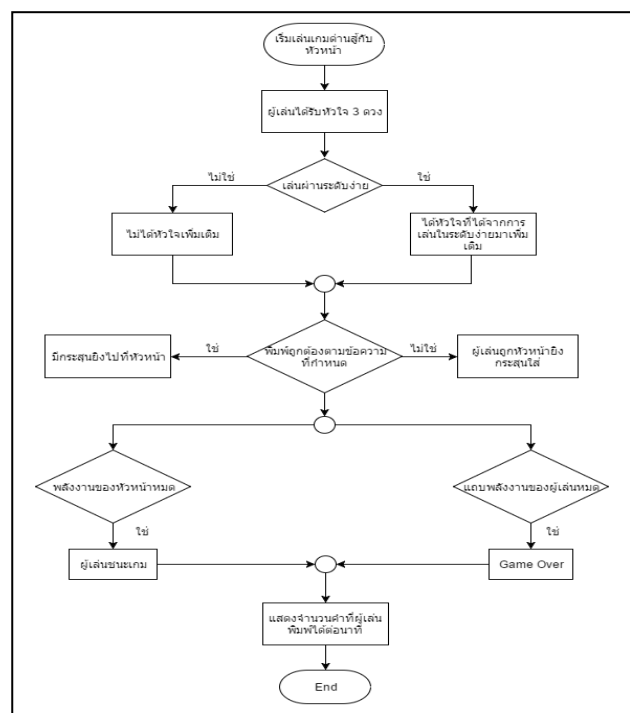 เริ่มเล่นเกมด่านสู้กับ
หัวหน้า
ผู้เล่นได้รับหัวใจ 3 ดวง
ไม่ใช่
เล่นผ่านระดับง่าย
ใช่
ไม่ได้หัวใจเพิ่มเติม
ได้หัวใจที่ได้จากการ
เล่นในระดับง่ายมาเพิ่ม
เติม
มีกระสุนยิงไปที่หัวหน้า
ใช่
พิมพ์ถูกต้องตามข้อความ
ที่กำหนด
ไม่ใช่
ผู้เล่นถูกหัวหน้ายิง
กระสุนใส่
พลังงานของหัวหน้าหมด
แถบพลังงานของผู้เล่นหมด
ใช่
ใช่
ผู้เล่นชนะเกม
Game Over
แสดงจำนวนคำที่ผู้เล่น
พิมพ์ได้ต่อนาที
End